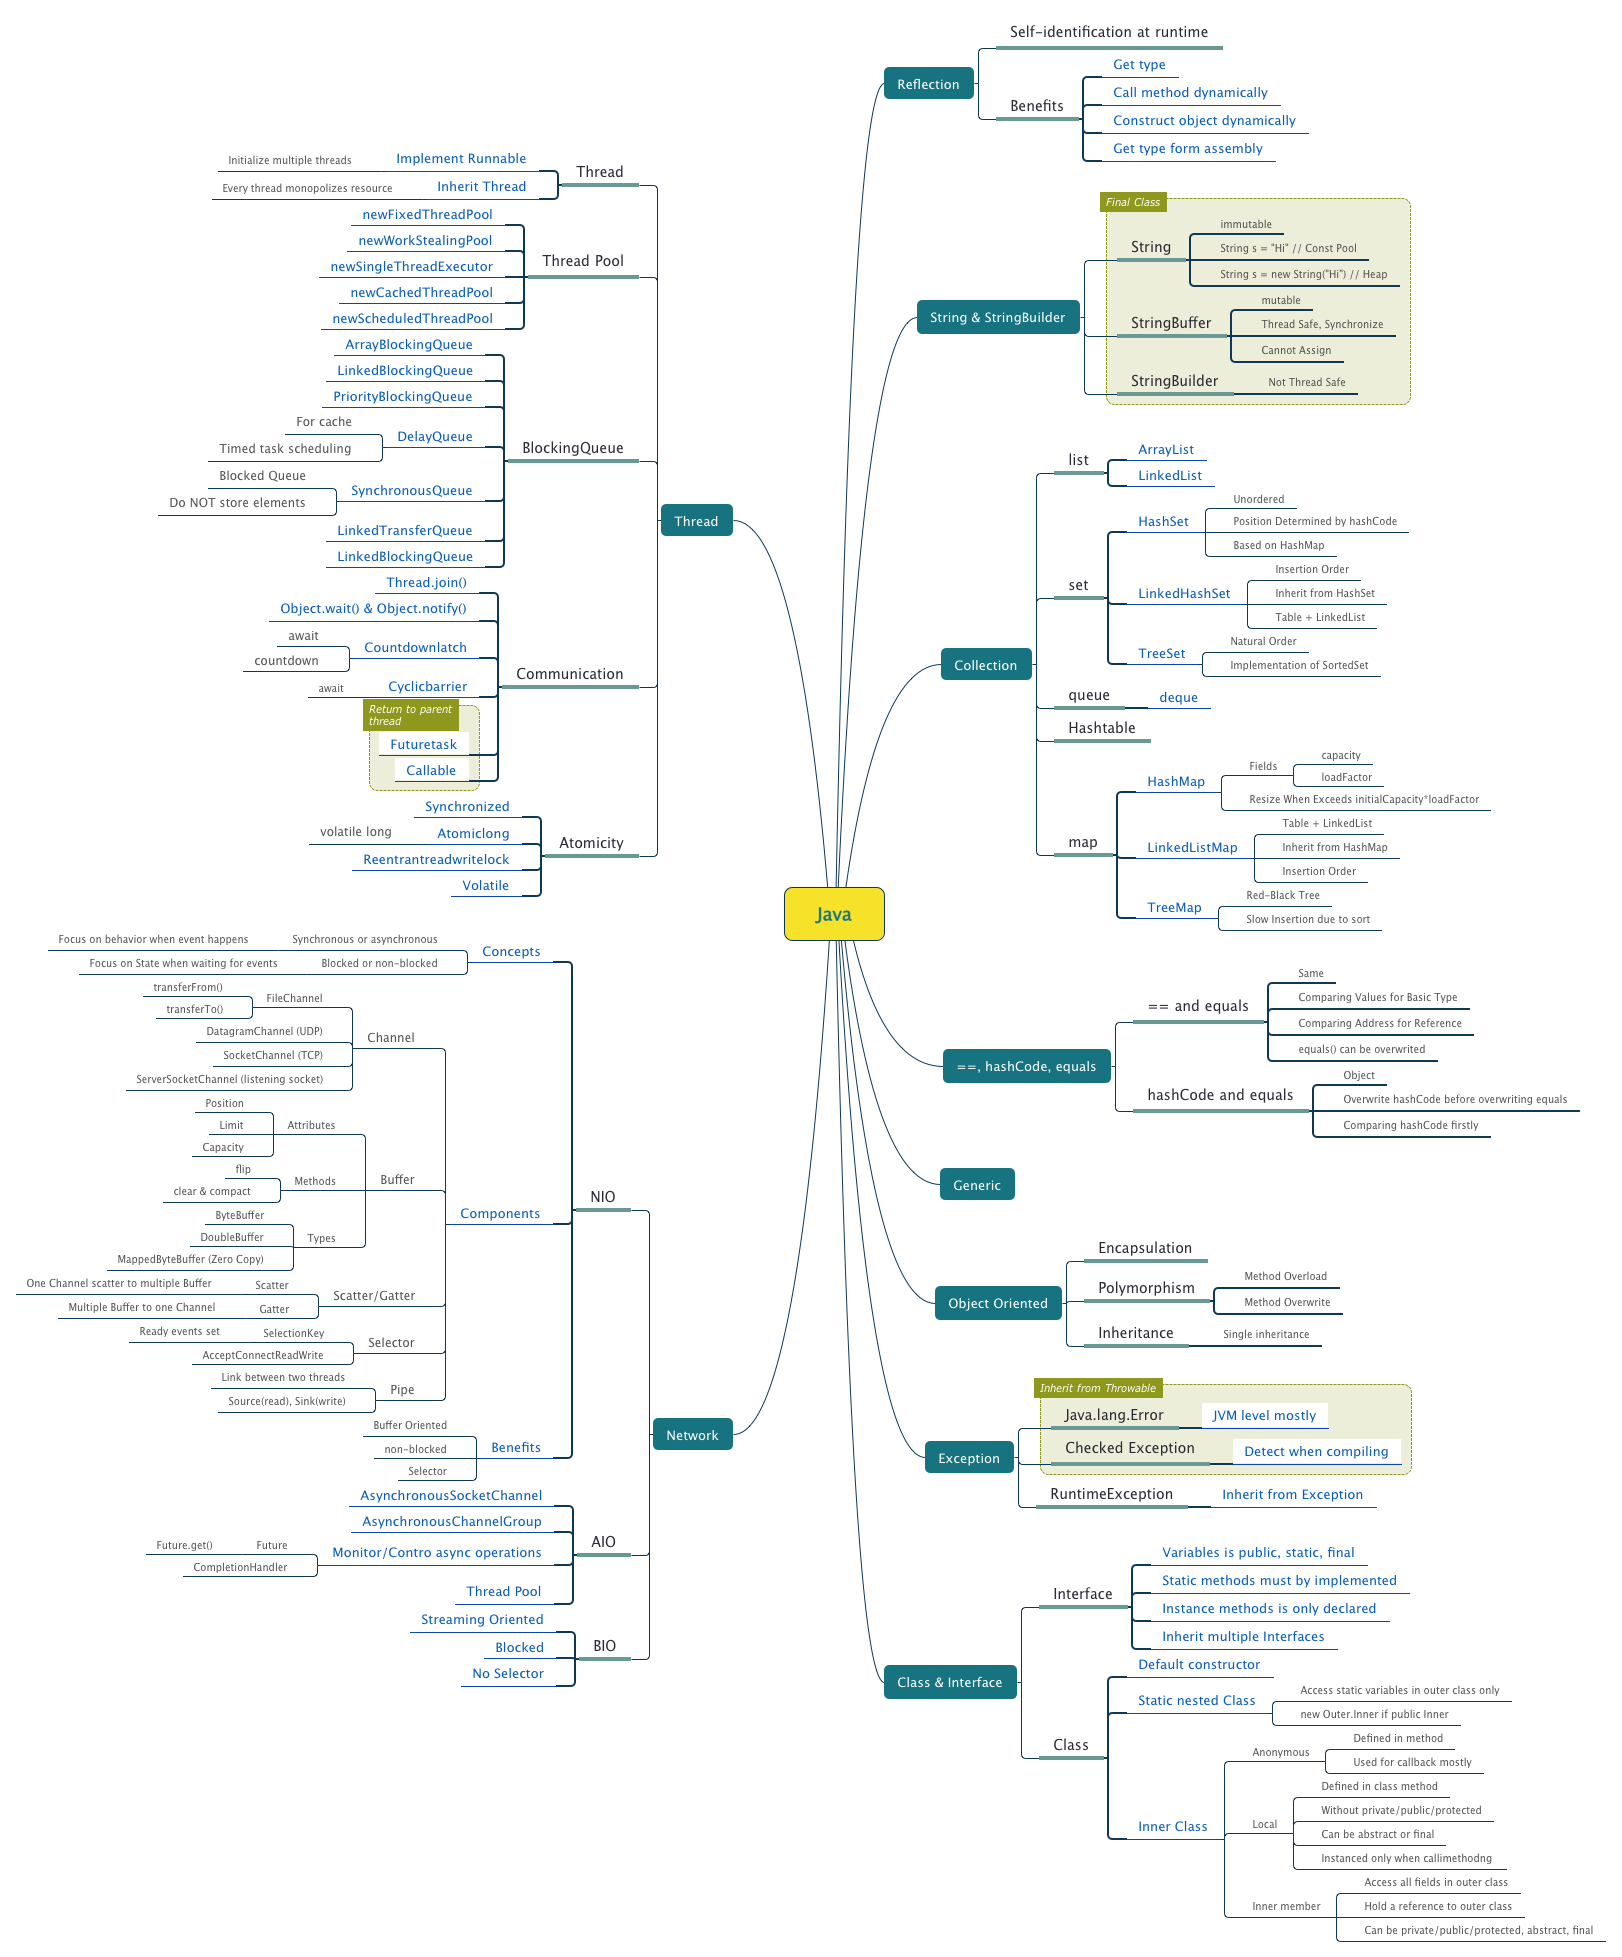 Java
Reflection
Self-identification at runtime
Benefits
Get type
Call method dynamically
Construct object dynamically
Get type form assembly
String & StringBuilder
Final Class
String
immutable
String s = "Hi" // Const Pool
String s = new String("Hi") // Heap
StringBuffer
mutable
Thread Safe, Synchronize
Cannot Assign
StringBuilder
Not Thread Safe
Collection
list
ArrayList
LinkedList
set
HashSet
Unordered
Position Determined by hashCode
Based on HashMap
LinkedHashSet
Insertion Order
Inherit from HashSet
Table + LinkedList
TreeSet
Natural Order
Implementation of SortedSet
queue
deque
Hashtable
map
HashMap
Fields
capacity
loadFactor
Resize When Exceeds initialCapacity*loadFactor
LinkedListMap
Table + LinkedList
Inherit from HashMap
Insertion Order
TreeMap
Red-Black Tree
Slow Insertion due to sort
==, hashCode, equals
== and equals
Same
Comparing Values for Basic Type
Comparing Address for Reference
equals() can be overwrited
hashCode and equals
Object
Overwrite hashCode before overwriting equals
Comparing hashCode firstly
Generic
Object Oriented
Encapsulation
Polymorphism
Method Overload
Method Overwrite
Inheritance
Single inheritance
Exception
Inherit from Throwable
Java.lang.Error
JVM level mostly
Checked Exception
Detect when compiling
RuntimeException
Inherit from Exception
Class & Interface
Interface
Variables is public, static, final
Static methods must by implemented
Instance methods is only declared
Inherit multiple Interfaces
Class
Default constructor
Static nested Class
Access static variables in outer class only
new Outer.Inner if public Inner
Inner Class
Anonymous
Defined in method
Used for callback mostly
Local
Defined in class method
Without private/public/protected
Can be abstract or final
Instanced only when callimethodng
Inner member
Access all fields in outer class
Hold a reference to outer class
Can be private/public/protected, abstract, final
Thread
Thread
Implement Runnable
Initialize multiple threads
Inherit Thread
Every thread monopolizes resource
Thread Pool
newFixedThreadPool
newWorkStealingPool
newSingleThreadExecutor
newCachedThreadPool
newScheduledThreadPool
BlockingQueue
ArrayBlockingQueue
LinkedBlockingQueue
PriorityBlockingQueue
DelayQueue
For cache
Timed task scheduling
SynchronousQueue
Blocked Queue
Do NOT store elements
LinkedTransferQueue
LinkedBlockingQueue
Communication
Thread.join()
Object.wait() & Object.notify()
Countdownlatch
await
countdown
Cyclicbarrier
await
Return to parent
thread
Futuretask
Callable
Atomicity
Synchronized
Atomiclong
volatile long
Reentrantreadwritelock
Volatile
Network
NIO
Concepts
Synchronous or asynchronous
Focus on behavior when event happens
Blocked or non-blocked
Focus on State when waiting for events
Components
Channel
FileChannel
transferFrom()
transferTo()
DatagramChannel (UDP)
SocketChannel (TCP)
ServerSocketChannel (listening socket)
Buffer
Attributes
Position
Limit
Capacity
Methods
flip
clear & compact
Types
ByteBuffer
DoubleBuffer
MappedByteBuffer (Zero Copy)
Scatter/Gatter
Scatter
One Channel scatter to multiple Buffer
Gatter
Multiple Buffer to one Channel
Selector
SelectionKey
Ready events set
AcceptConnectReadWrite
Pipe
Link between two threads
Source(read), Sink(write)
Benefits
Buffer Oriented
non-blocked
Selector
AIO
AsynchronousSocketChannel
AsynchronousChannelGroup
Monitor/Contro async operations
Future
Future.get()
CompletionHandler
Thread Pool
BIO
Streaming Oriented
Blocked
No Selector